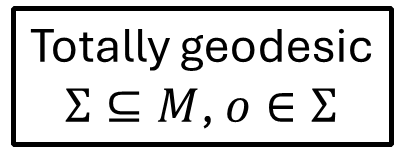 Totally geodesic
Σ ⊆ M, o ∈ Σ